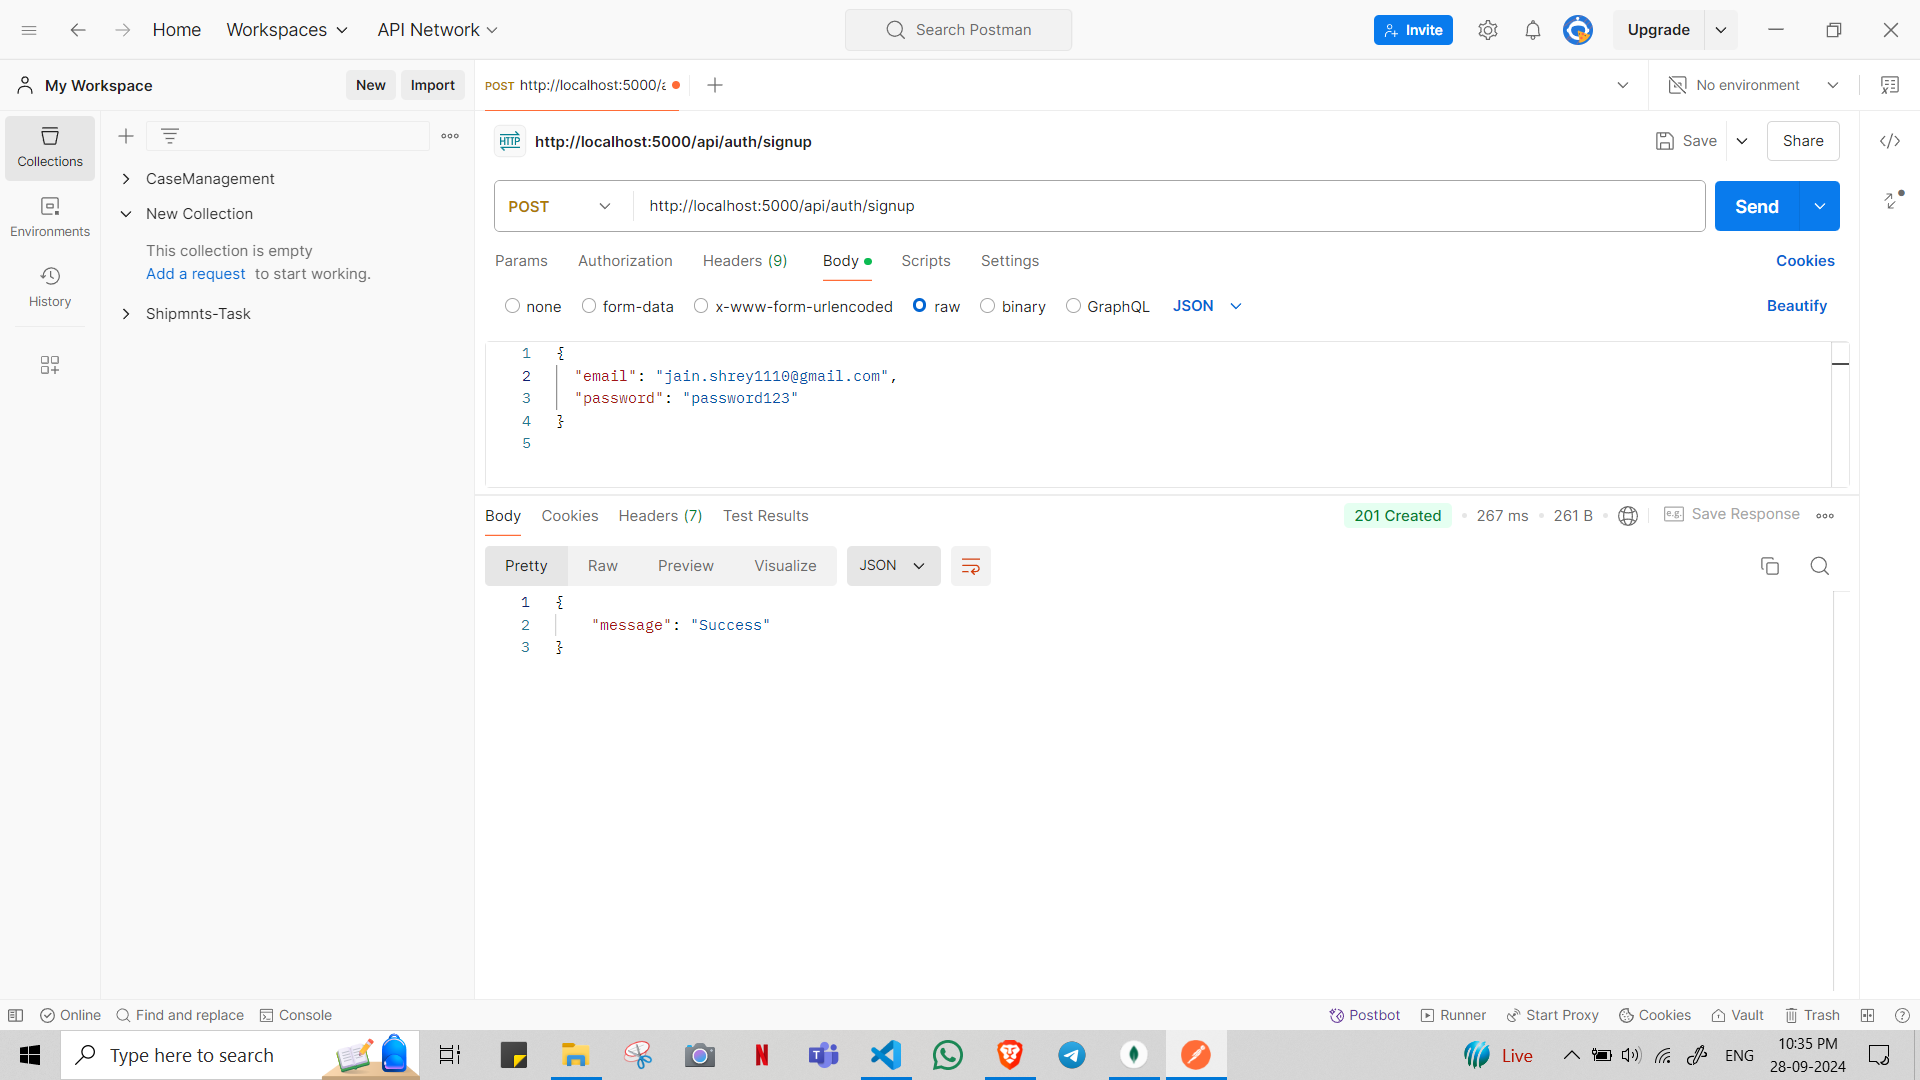 Home Workspaces API Network Search Postman Invite Upgrade
My Workspace New Import POST http://localhost:5000/a No environment
Collections
Environments
History
CaseManagement
New Collection
This collection is empty
Add a request to start working.
Shipmnts-Task
HTTP http://localhost:5000/api/auth/signup Save Share
POST http://localhost:5000/api/auth/signup Send
Params Authorization Headers (9) Body Scripts Settings Cookies
none form-data x-www-form-urlencoded raw binary GraphQL JSON Beautify
1 {
2 "email": "jain.shrey1110@gmail.com",
3 "password": "password123"
4 }
5
Body Cookies Headers (7) Test Results 201 Created 267 ms 261 B e.g. Save Response
Pretty Raw Preview Visualize JSON
1 {
2 "message": "Success"
3 }
Online Find and replace Console Postbot Runner Start Proxy Cookies Vault Trash
Type here to search Live ENG 10:35 PM
28-09-2024